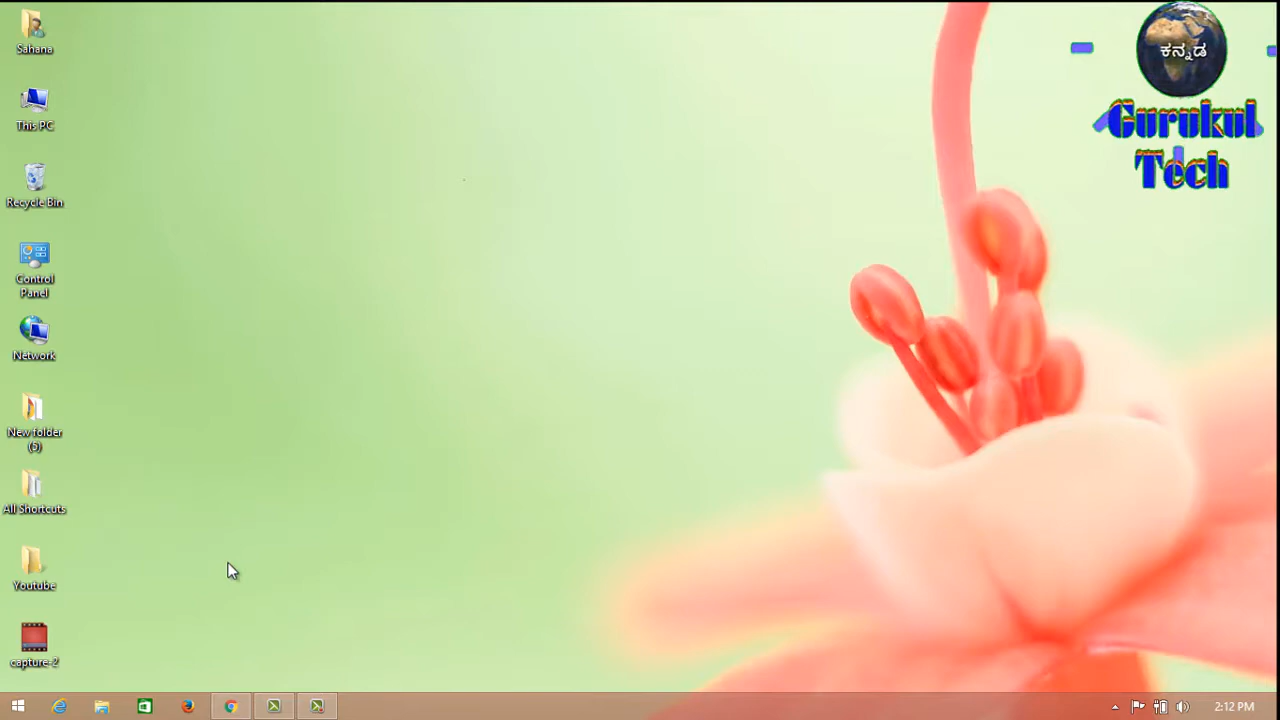 Sahana
This PC
Recycle Bin
Control
Panel
Network
New folder
(5)
All Shortcuts
Youtube
capture-2
ಕನ್ನಡ
Gurukul
Tech
2:12 PM